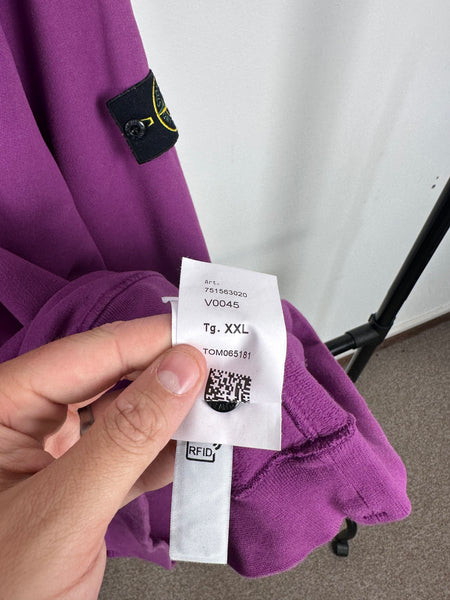 Art.
751563020
V0045
Tg. XXL
TOM065181
RFID